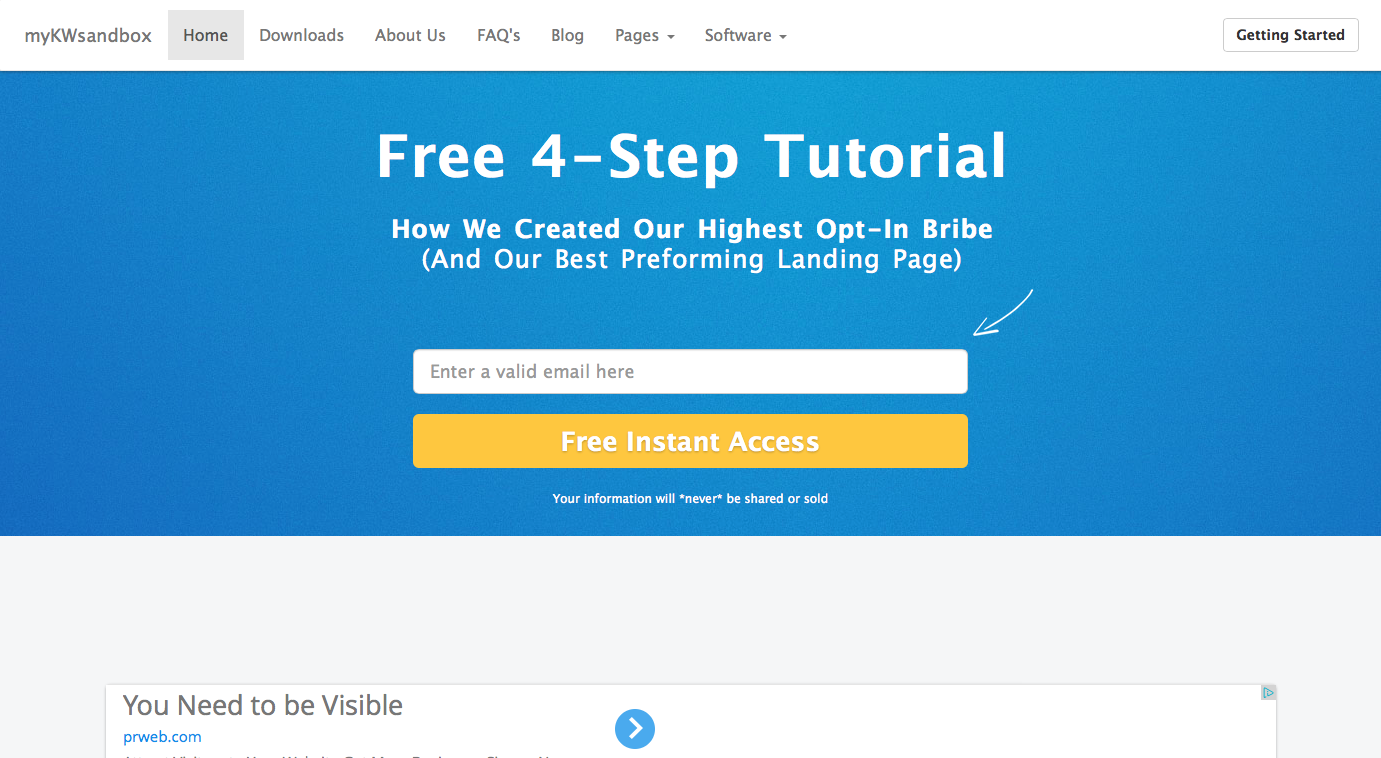 myKWsandbox Home Downloads About Us FAQ's Blog Pages Software Getting Started
Free 4-Step Tutorial
How We Created Our Highest Opt-In Bribe
(And Our Best Preforming Landing Page)
Enter a valid email here
Free Instant Access
Your information will *never* be shared or sold
You Need to be Visible
prweb.com